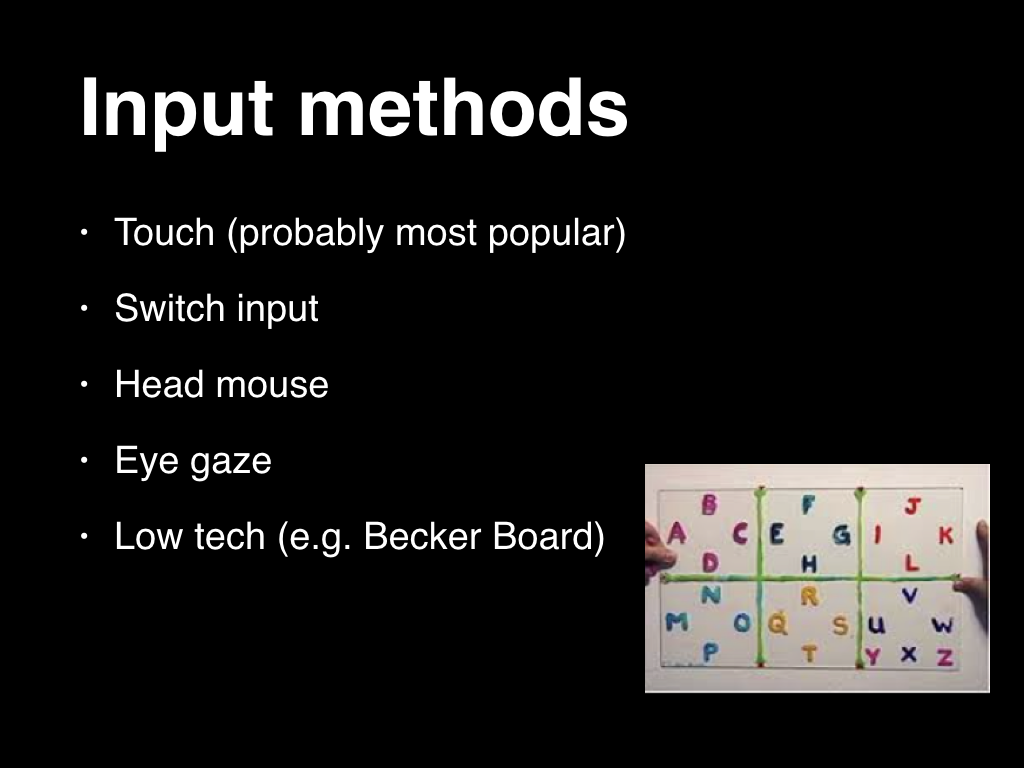 Input methods
• Touch (probably most popular)
• Switch input
• Head mouse
• Eye gaze
• Low tech (e.g. Becker Board)
B F J
A C E G I K
D H L
N R V
M O Q S U W
P T Y X Z